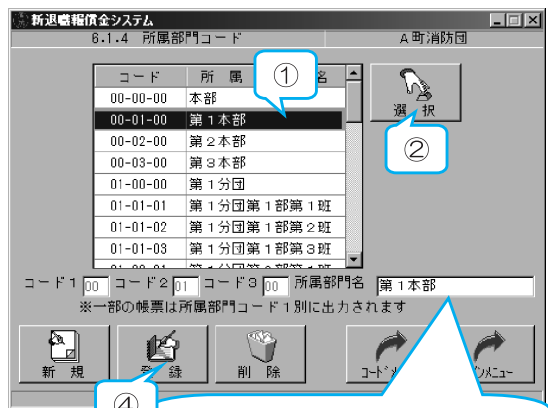 新退職報償金システム
6.1.4 所属部門コード A町消防団
コード 所属 名
①
00-00-00 本部
00-01-00 第1本部
00-02-00 第2本部
00-03-00 第3本部
01-00-00 第1分団
01-01-01 第1分団第1部第1班
01-01-02 第1分団第1部第2班
01-01-03 第1分団第1部第3班
選択
②
コード1 00 コード2 01 コード3 00 所属部門名 第1本部
※一部の帳票は所属部門コード1別に出力されます
新規 登録 削除
④